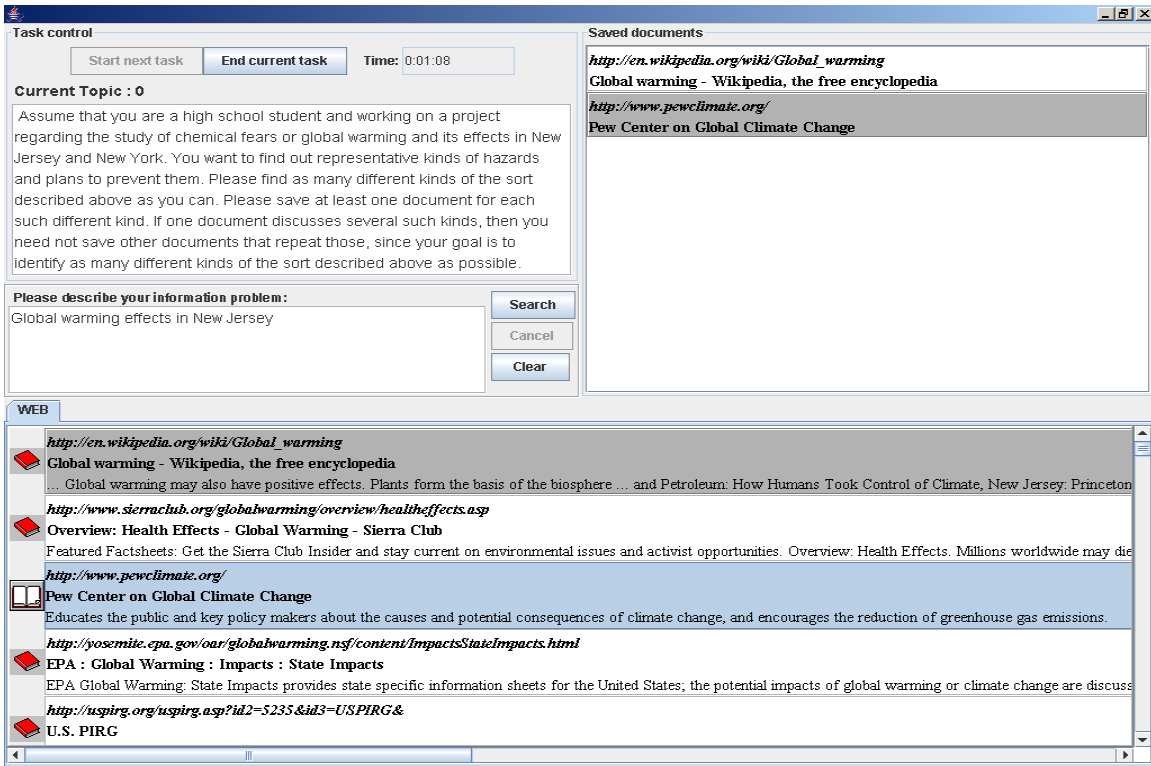 Task control
Start next task
End current task
Time: 0:01:08
Current Topic : 0
Assume that you are a high school student and working on a project
regarding the study of chemical fears or global warming and its effects in New
Jersey and New York. You want to find out representative kinds of hazards
and plans to prevent them. Please find as many different kinds of the sort
described above as you can. Please save at least one document for each
such different kind. If one document discusses several such kinds, then you
need not save other documents that repeat those, since your goal is to
identify as many different kinds of the sort described above as possible.
Please describe your information problem:
Global warming effects in New Jersey
Search
Cancel
Clear
Saved documents
http://en.wikipedia.org/wiki/Global_warming
Global warming - Wikipedia, the free encyclopedia
http://www.pewclimate.org/
Pew Center on Global Climate Change
WEB
http://en.wikipedia.org/wiki/Global_warming
Global warming - Wikipedia, the free encyclopedia
... Global warming may also have positive effects. Plants form the basis of the biosphere ... and Petroleum: How Humans Took Control of Climate, New Jersey: Princeton
http://www.sierraclub.org/globalwarming/overview/healtheffects.asp
Overview: Health Effects - Global Warming - Sierra Club
Featured Factsheets: Get the Sierra Club Insider and stay current on environmental issues and activist opportunities. Overview: Health Effects. Millions worldwide may die
http://www.pewclimate.org/
Pew Center on Global Climate Change
Educates the public and key policy makers about the causes and potential consequences of climate change, and encourages the reduction of greenhouse gas emissions.
http://yosemite.epa.gov/oar/globalwarming.nsf/content/ImpactsStateImpacts.html
EPA : Global Warming : Impacts : State Impacts
EPA Global Warming: State Impacts provides state specific information sheets for the United States; the potential impacts of global warming or climate change are discuss
http://uspirg.org/uspirg.asp?id2=5235&id3=USPIRG&
U.S. PIRG